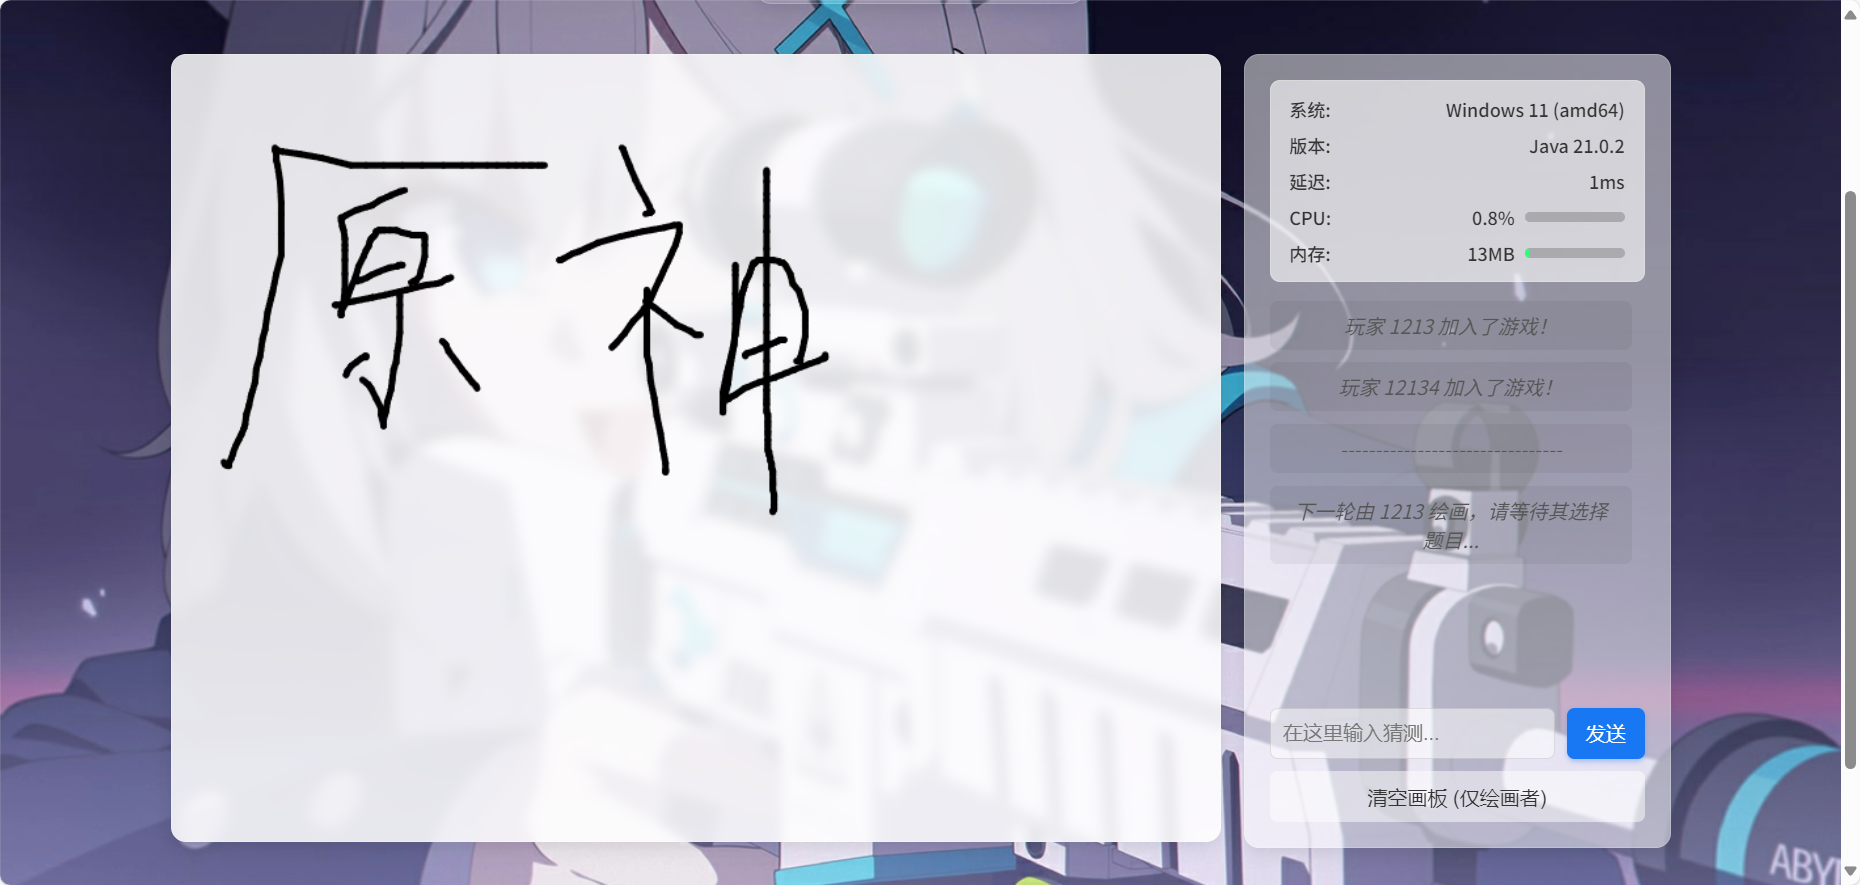 原神
系统: Windows 11 (amd64)
版本: Java 21.0.2
延迟: 1ms
CPU: 0.8%
内存: 13MB
玩家 1213 加入了游戏!
玩家 12134 加入了游戏!
--------------------------------
下一轮由 1213 绘画，请等待其选择
题目...
在这里输入猜测...
发送
清空画板 (仅绘画者)